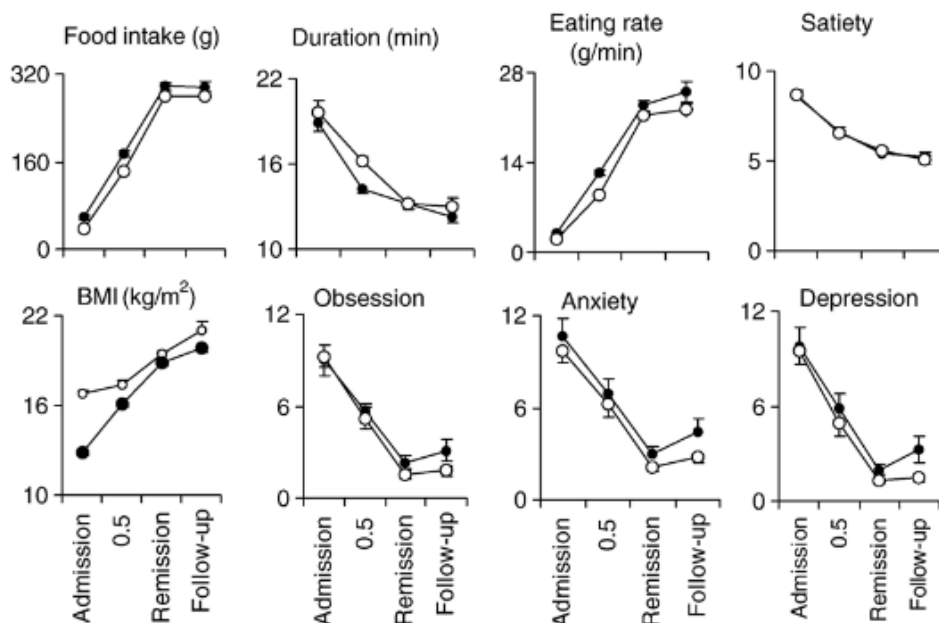 Food intake (g)
320
160
0
Duration (min)
22
16
10
Eating rate
(g/min)
28
14
0
Satiety
10
5
0
BMI (kg/m²)
22
16
10
Admission
0.5
Remission
Follow-up
Obsession
12
6
0
Admission
0.5
Remission
Follow-up
Anxiety
12
6
0
Admission
0.5
Remission
Follow-up
Depression
12
6
0
Admission
0.5
Remission
Follow-up